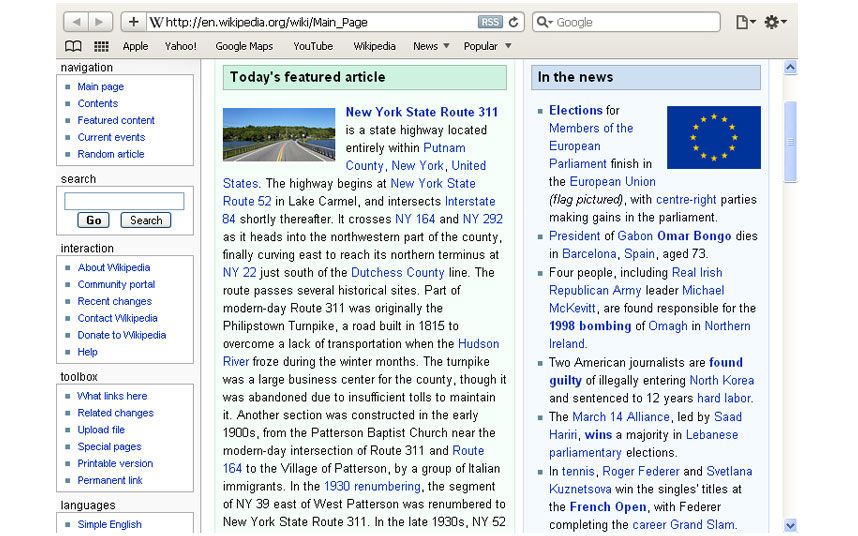 http://en.wikipedia.org/wiki/Main_Page
RSS
Google
Apple
Yahoo!
Google Maps
YouTube
Wikipedia
News
Popular
navigation
Main page
Contents
Featured content
Current events
Random article
search
Go
Search
interaction
About Wikipedia
Community portal
Recent changes
Contact Wikipedia
Donate to Wikipedia
Help
toolbox
What links here
Related changes
Upload file
Special pages
Printable version
Permanent link
languages
Simple English
Today's featured article
New York State Route 311
is a state highway located
entirely within Putnam
County, New York, United
States. The highway begins at New York State
Route 52 in Lake Carmel, and intersects Interstate
84 shortly thereafter. It crosses NY 164 and NY 292
as it heads into the northwestern part of the county,
finally curving east to reach its northern terminus at
NY 22 just south of the Dutchess County line. The
route passes several historical sites. Part of
modern-day Route 311 was originally the
Philipstown Turnpike, a road built in 1815 to
overcome a lack of transportation when the Hudson
River froze during the winter months. The turnpike
was a large business center for the county, though it
was abandoned due to insufficient tolls to maintain
it. Another section was constructed in the early
1900s, from the Patterson Baptist Church near the
modern-day intersection of Route 311 and Route
164 to the Village of Patterson, by a group of Italian
immigrants. In the 1930 renumbering, the segment
of NY 39 east of West Patterson was renumbered to
New York State Route 311. In the late 1930s, NY 52
In the news
Elections for
Members of the
European
Parliament finish in
the European Union
(flag pictured), with centre-right parties
making gains in the parliament.
President of Gabon Omar Bongo dies
in Barcelona, Spain, aged 73.
Four people, including Real Irish
Republican Army leader Michael
McKevitt, are found responsible for the
1998 bombing of Omagh in Northern
Ireland.
Two American journalists are found
guilty of illegally entering North Korea
and sentenced to 12 years hard labor.
The March 14 Alliance, led by Saad
Hariri, wins a majority in Lebanese
parliamentary elections.
In tennis, Roger Federer and Svetlana
Kuznetsova win the singles' titles at
the French Open, with Federer
completing the career Grand Slam.